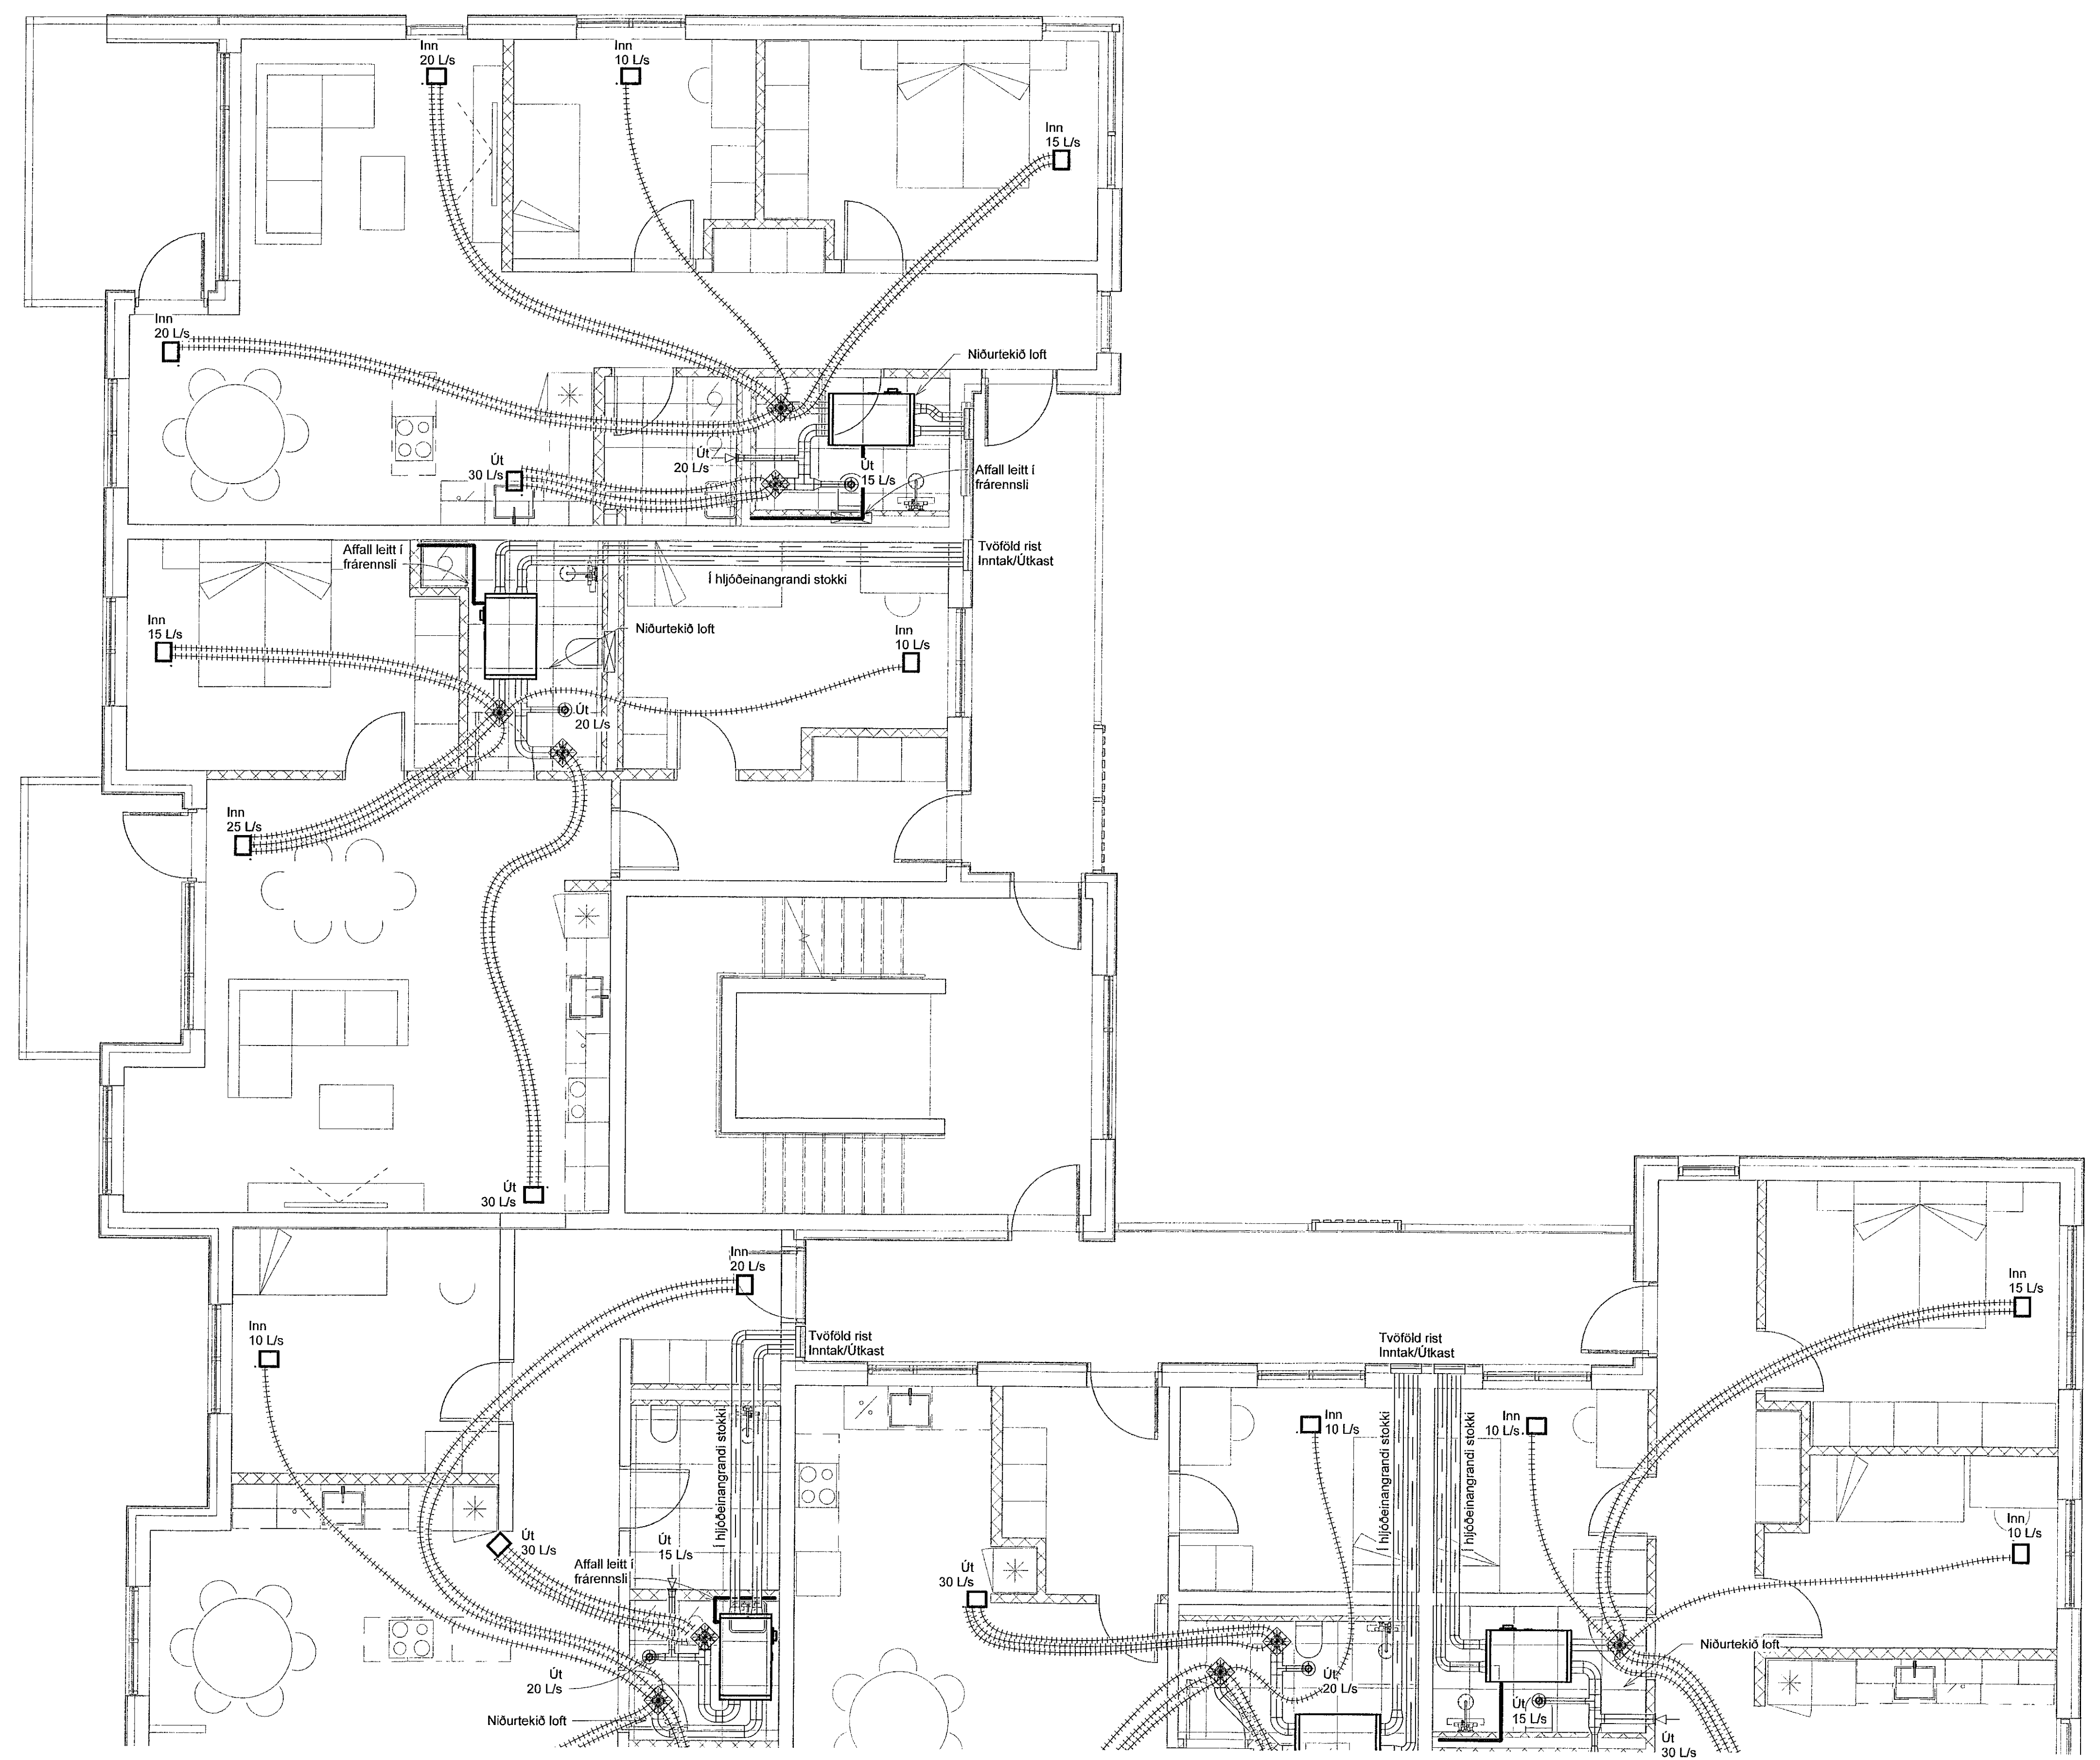 Inn
20 L/s
Inn
10 L/s
Inn
15 L/s
Inn
20 L/s
Niðurtekið loft
Út
20 L/s
Út
30 L/s
Út
15 L/s
Affall leitt í
frárennsli
Affall leitt í
frárennsli
Tvöföld rist
Inntak/Útkast
Í hljóðeinangrandi stokki
Inn
15 L/s
Niðurtekið loft
Inn
10 L/s
Út
20 L/s
Inn
25 L/s
Út
30 L/s
Inn
20 L/s
Inn
15 L/s
Inn
10 L/s
Tvöföld rist
Inntak/Útkast
Tvöföld rist
Inntak/Útkast
Í hljóðeinangrandi stokki
Inn
10 L/s
Í hljóðeinangrandi stokki
Í hljóðeinangrandi stokki
Inn
10 L/s
Inn
10 L/s
Út
30 L/s
Út
15 L/s
Affall leitt í
frárennsli
Út
30 L/s
Niðurtekið loft
Út
20 L/s
Út
20 L/s
Út
15 L/s
Niðurtekið loft
Út
30 L/s